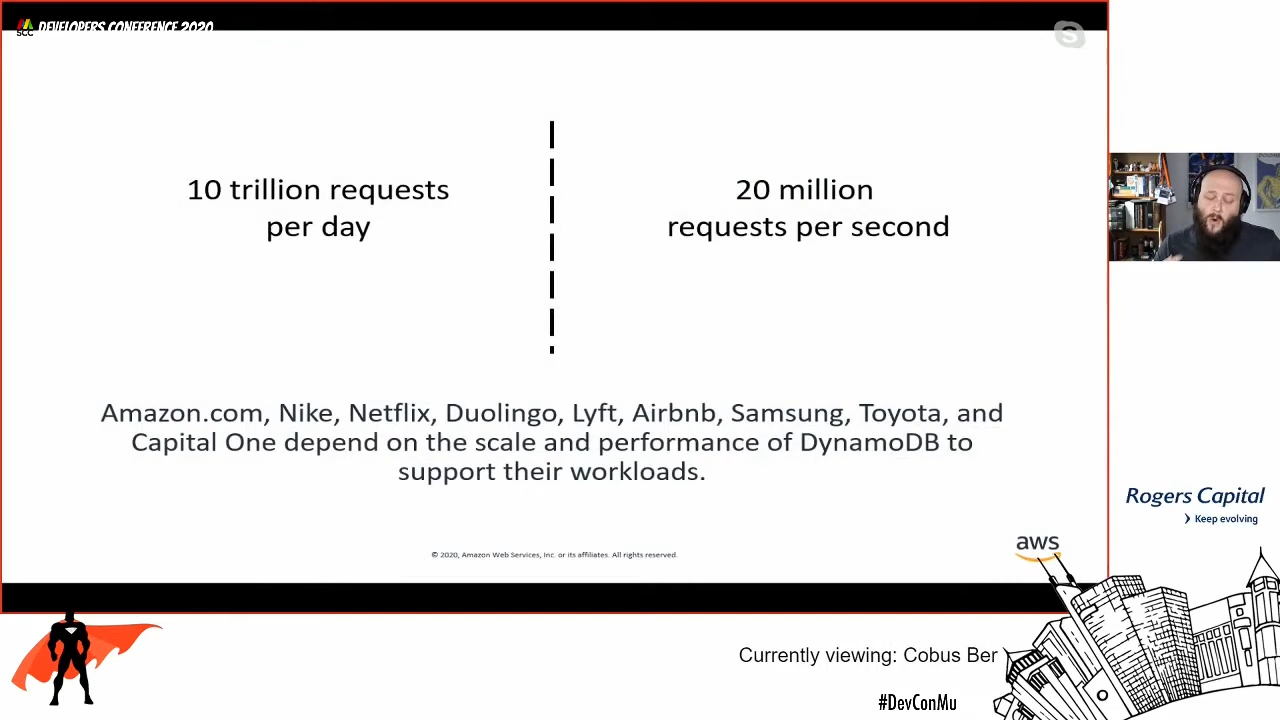 SCC
DEVELOPERS CONFERENCE 2020
S
10 trillion requests
per day
20 million
requests per second
Amazon.com, Nike, Netflix, Duolingo, Lyft, Airbnb, Samsung, Toyota, and
Capital One depend on the scale and performance of DynamoDB to
support their workloads.
© 2020, Amazon Web Services, Inc. or its affiliates. All rights reserved.
aws
Rogers Capital
Keep evolving
Currently viewing: Cobus Ber
#DevConMu